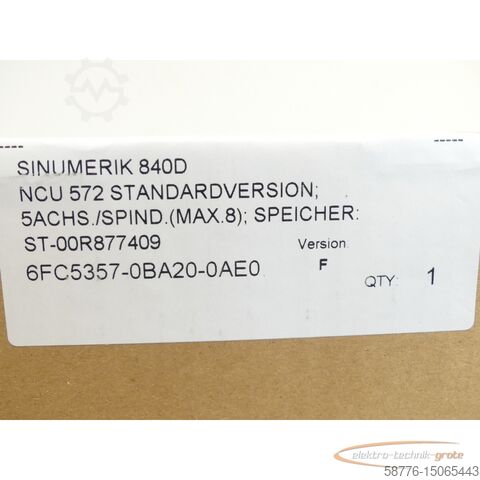 SINUMERIK 840D
NCU 572 STANDARDVERSION;
5ACHS./SPIND.(MAX.8); SPEICHER:
ST-00R877409 Version
6FC5357-0BA20-0AE0 F QTY: 1
elektro-technik-grote
58776-15065443